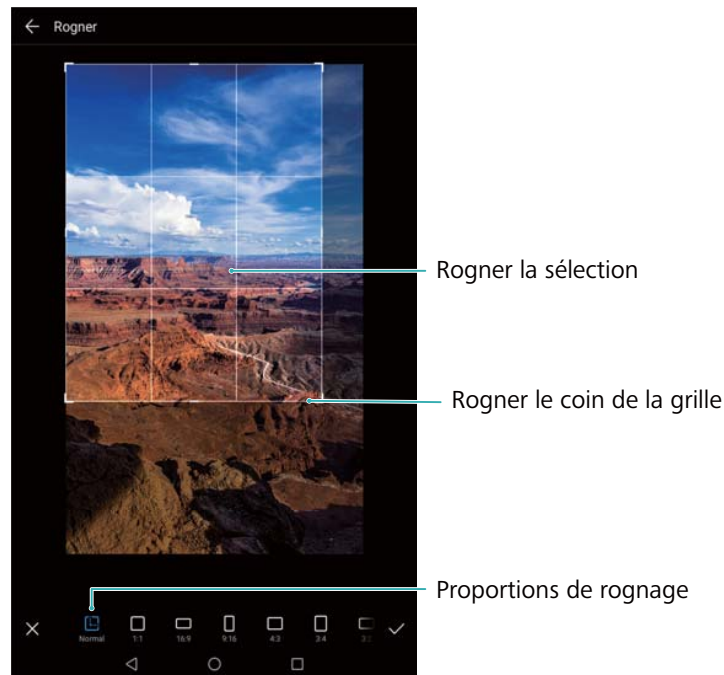 Rogner
Rogner la sélection
Rogner le coin de la grille
Proportions de rognage
Normal 1:1 16:9 9:16 4:3 3:4